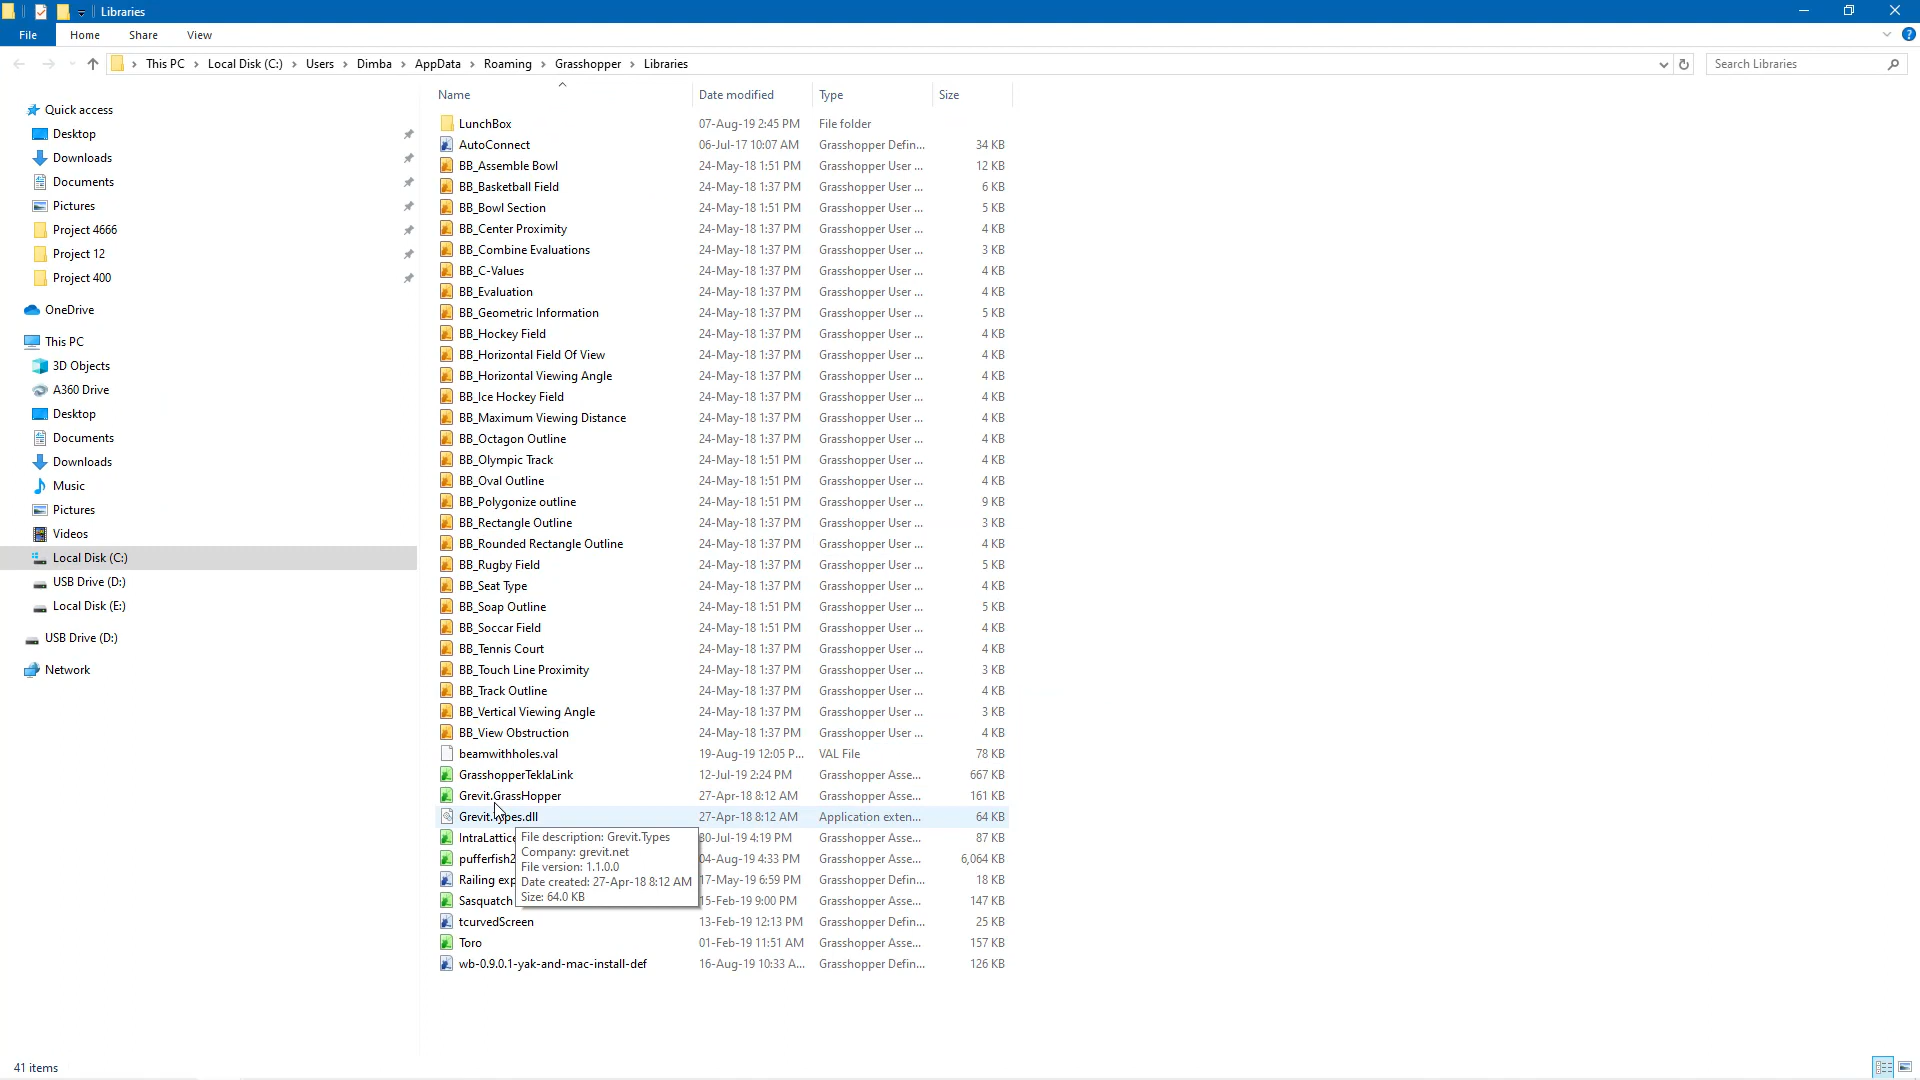 Libraries
File Home Share View
This PC Local Disk (C:) Users Dimba AppData Roaming Grasshopper Libraries
Search Libraries
Quick access
Desktop
Downloads
Documents
Pictures
Project 4666
Project 12
Project 400
OneDrive
This PC
3D Objects
A360 Drive
Desktop
Documents
Downloads
Music
Pictures
Videos
Local Disk (C:)
USB Drive (D:)
Local Disk (E:)
USB Drive (D:)
Network
Name Date modified Type Size
LunchBox 07-Aug-19 2:45 PM File folder
AutoConnect 06-Jul-17 10:07 AM Grasshopper Defin... 34 KB
BB_Assemble Bowl 24-May-18 1:51 PM Grasshopper User ... 12 KB
BB_Basketball Field 24-May-18 1:37 PM Grasshopper User ... 6 KB
BB_Bowl Section 24-May-18 1:51 PM Grasshopper User ... 5 KB
BB_Center Proximity 24-May-18 1:37 PM Grasshopper User ... 4 KB
BB_Combine Evaluations 24-May-18 1:37 PM Grasshopper User ... 3 KB
BB_C-Values 24-May-18 1:37 PM Grasshopper User ... 4 KB
BB_Evaluation 24-May-18 1:37 PM Grasshopper User ... 4 KB
BB_Geometric Information 24-May-18 1:37 PM Grasshopper User ... 5 KB
BB_Hockey Field 24-May-18 1:37 PM Grasshopper User ... 4 KB
BB_Horizontal Field Of View 24-May-18 1:37 PM Grasshopper User ... 4 KB
BB_Horizontal Viewing Angle 24-May-18 1:37 PM Grasshopper User ... 4 KB
BB_Ice Hockey Field 24-May-18 1:37 PM Grasshopper User ... 4 KB
BB_Maximum Viewing Distance 24-May-18 1:37 PM Grasshopper User ... 4 KB
BB_Octagon Outline 24-May-18 1:37 PM Grasshopper User ... 4 KB
BB_Olympic Track 24-May-18 1:51 PM Grasshopper User ... 4 KB
BB_Oval Outline 24-May-18 1:51 PM Grasshopper User ... 4 KB
BB_Polygonize outline 24-May-18 1:51 PM Grasshopper User ... 9 KB
BB_Rectangle Outline 24-May-18 1:37 PM Grasshopper User ... 3 KB
BB_Rounded Rectangle Outline 24-May-18 1:37 PM Grasshopper User ... 4 KB
BB_Rugby Field 24-May-18 1:37 PM Grasshopper User ... 5 KB
BB_Seat Type 24-May-18 1:37 PM Grasshopper User ... 4 KB
BB_Soap Outline 24-May-18 1:51 PM Grasshopper User ... 5 KB
BB_Soccar Field 24-May-18 1:51 PM Grasshopper User ... 4 KB
BB_Tennis Court 24-May-18 1:37 PM Grasshopper User ... 4 KB
BB_Touch Line Proximity 24-May-18 1:37 PM Grasshopper User ... 3 KB
BB_Track Outline 24-May-18 1:37 PM Grasshopper User ... 4 KB
BB_Vertical Viewing Angle 24-May-18 1:37 PM Grasshopper User ... 3 KB
BB_View Obstruction 24-May-18 1:37 PM Grasshopper User ... 4 KB
beamwithholes.val 19-Aug-19 12:05 P... VAL File 78 KB
GrasshopperTeklaLink 12-Jul-19 2:24 PM Grasshopper Asse... 667 KB
Grevit.GrassHopper 27-Apr-18 8:12 AM Grasshopper Asse... 161 KB
Grevit.Types.dll 27-Apr-18 8:12 AM Application exten... 64 KB
IntraLattice 30-Jul-19 4:19 PM Grasshopper Asse... 87 KB
pufferfish2 04-Aug-19 4:33 PM Grasshopper Asse... 6,064 KB
Railing exp 17-May-19 6:59 PM Grasshopper Defin... 18 KB
Sasquatch 15-Feb-19 9:00 PM Grasshopper Asse... 147 KB
tcurvedScreen 13-Feb-19 12:13 PM Grasshopper Defin... 25 KB
Toro 01-Feb-19 11:51 AM Grasshopper Asse... 157 KB
wb-0.9.0.1-yak-and-mac-install-def 16-Aug-19 10:33 A... Grasshopper Defin... 126 KB
File description: Grevit.Types
Company: grevit.net
File version: 1.1.0.0
Date created: 27-Apr-18 8:12 AM
Size: 64.0 KB
41 items